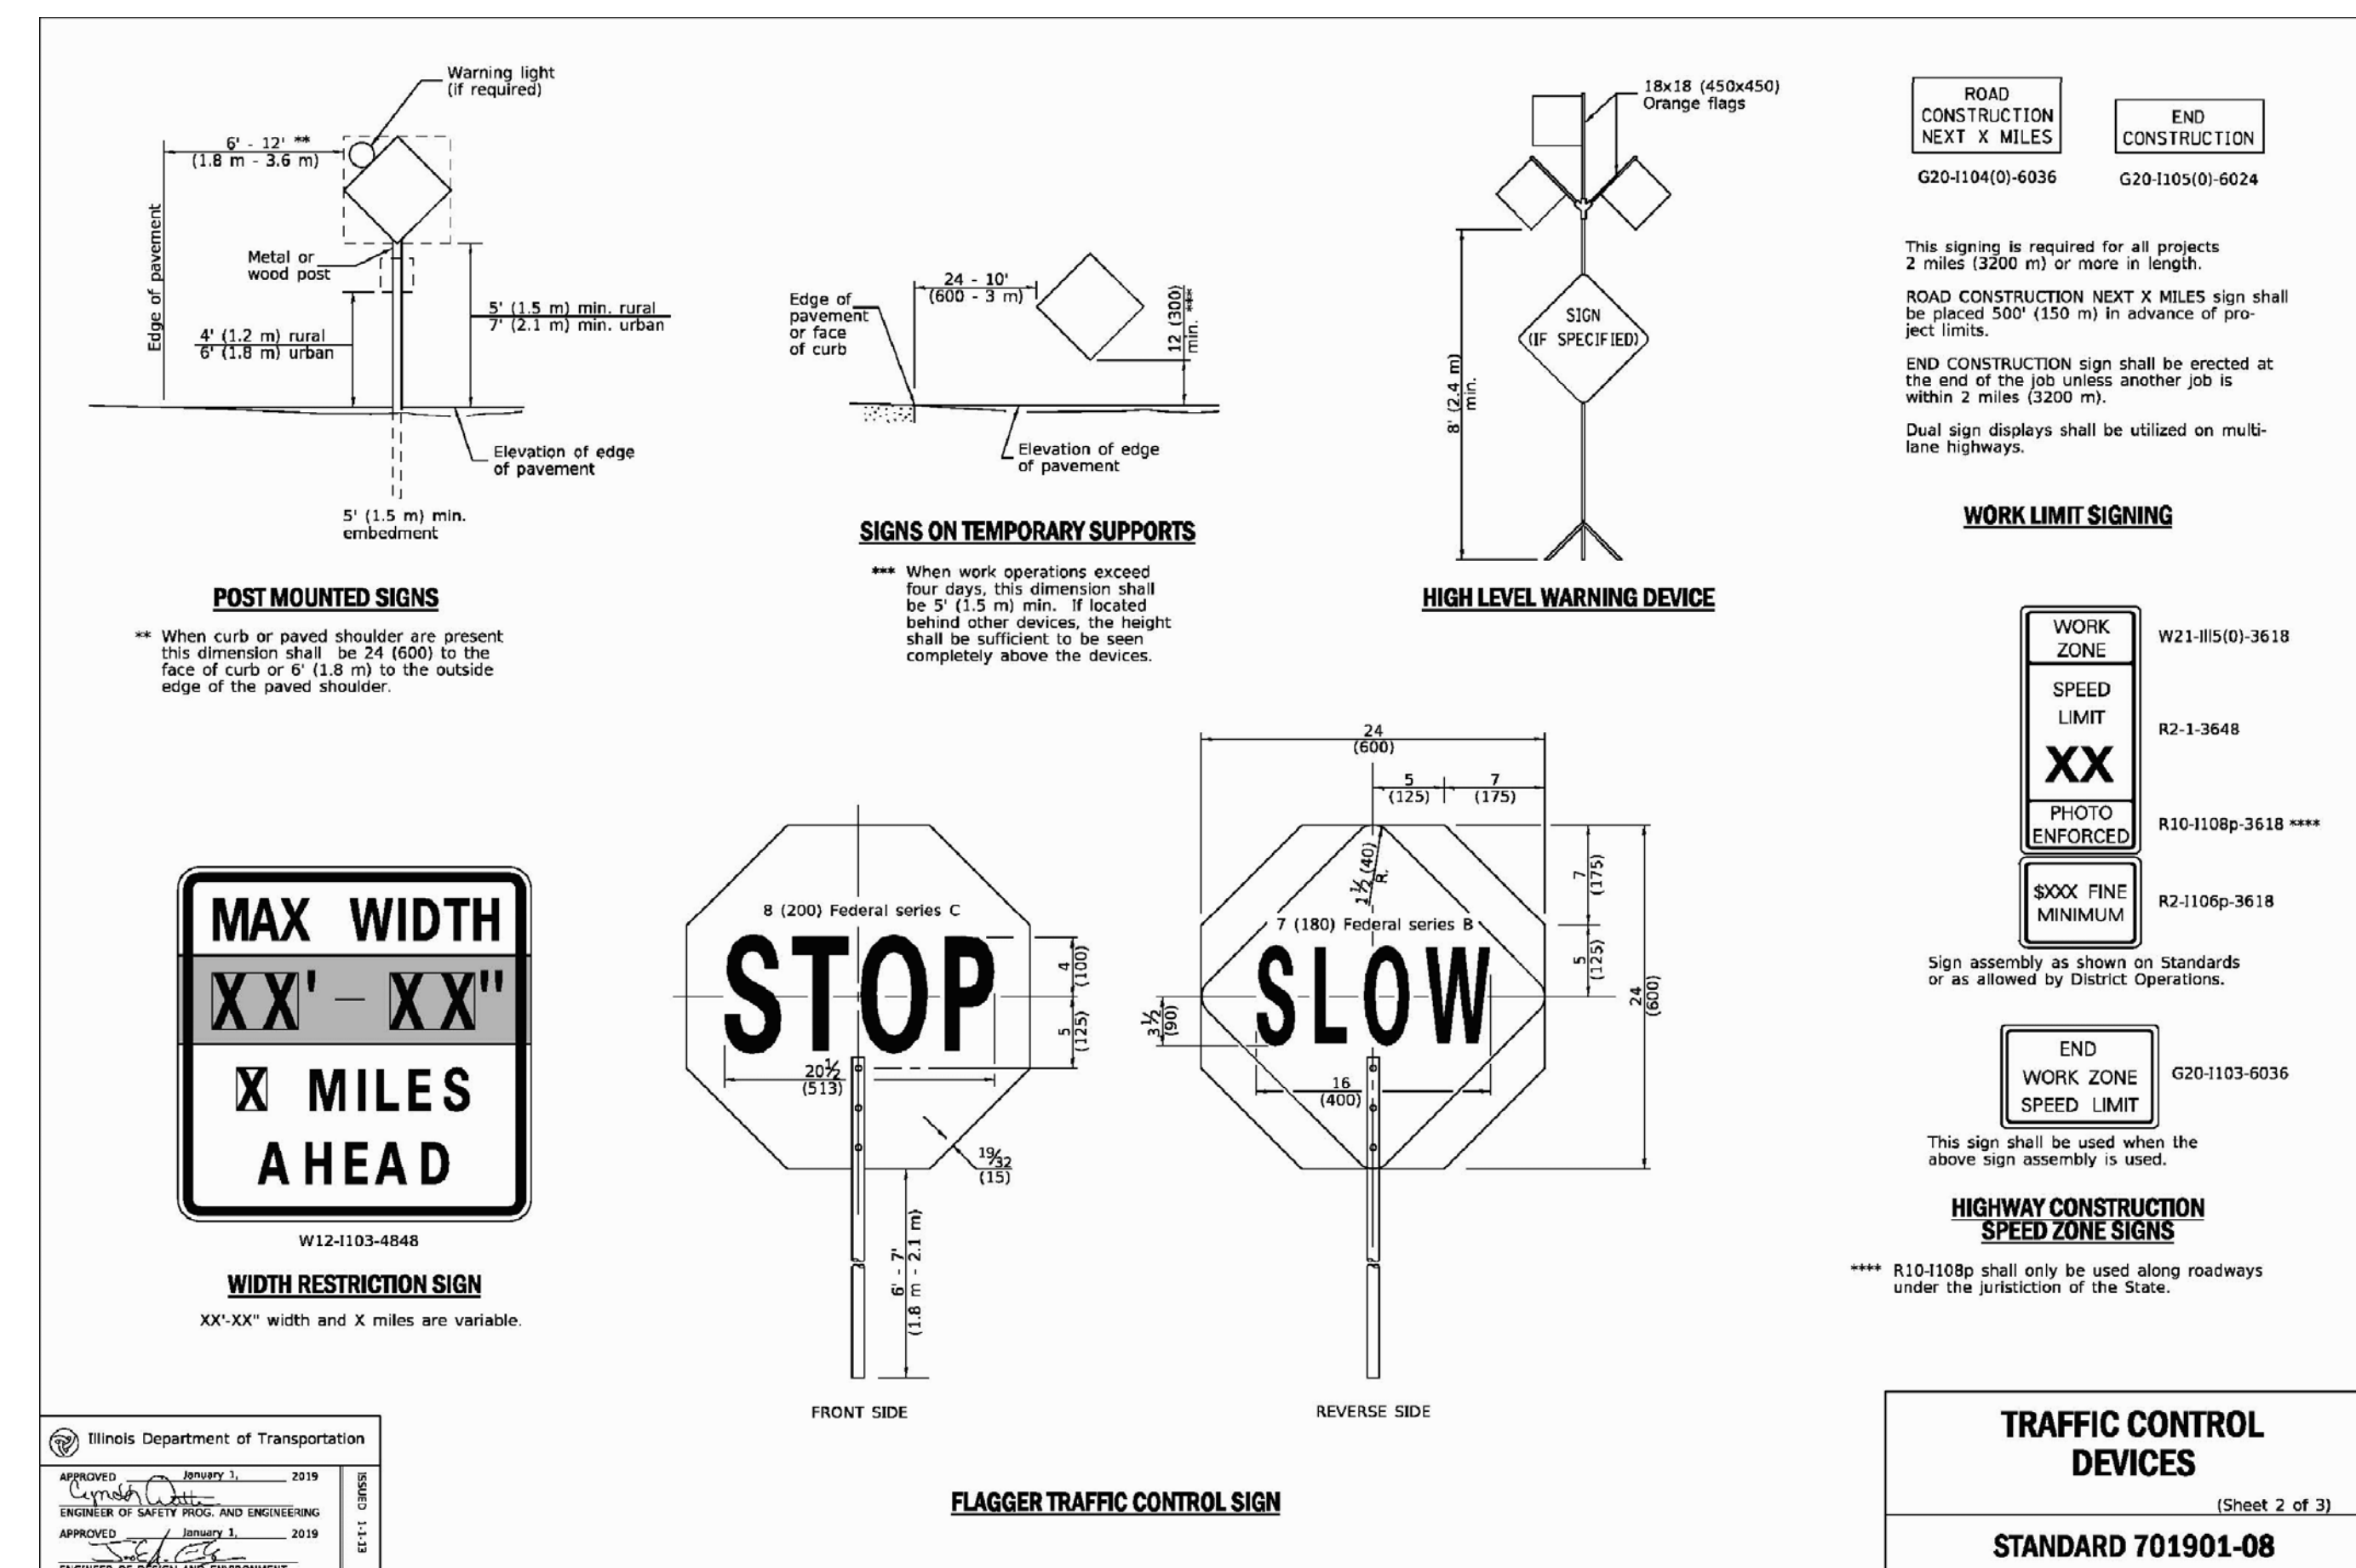 Warning light
(if required)
6' - 12' **
(1.8 m - 3.6 m)
Edge of pavement
Metal or
wood post
4' (1.2 m) rural
6' (1.8 m) urban
5' (1.5 m) min. rural
7' (2.1 m) min. urban
Elevation of edge
of pavement
5' (1.5 m) min.
embedment
POST MOUNTED SIGNS
** When curb or paved shoulder are present
this dimension shall be 24 (600) to the
face of curb or 6' (1.8 m) to the outside
edge of the paved shoulder.
24 - 10'
(600 - 3 m)
Edge of
pavement
or face
of curb
12 (300)
min. ***
Elevation of edge
of pavement
SIGNS ON TEMPORARY SUPPORTS
*** When work operations exceed
four days, this dimension shall
be 5' (1.5 m) min. If located
behind other devices, the height
shall be sufficient to be seen
completely above the devices.
18x18 (450x450)
Orange flags
SIGN
(IF SPECIFIED)
8' (2.4 m)
min.
HIGH LEVEL WARNING DEVICE
ROAD
CONSTRUCTION
NEXT X MILES
G20-I104(0)-6036
END
CONSTRUCTION
G20-I105(0)-6024
This signing is required for all projects
2 miles (3200 m) or more in length.
ROAD CONSTRUCTION NEXT X MILES sign shall
be placed 500' (150 m) in advance of pro-
ject limits.
END CONSTRUCTION sign shall be erected at
the end of the job unless another job is
within 2 miles (3200 m).
Dual sign displays shall be utilized on multi-
lane highways.
WORK LIMIT SIGNING
WORK
ZONE
W21-III5(0)-3618
SPEED
LIMIT
XX
R2-1-3648
PHOTO
ENFORCED
R10-I108p-3618 ****
$XXX FINE
MINIMUM
R2-I106p-3618
Sign assembly as shown on Standards
or as allowed by District Operations.
END
WORK ZONE
SPEED LIMIT
G20-I103-6036
This sign shall be used when the
above sign assembly is used.
HIGHWAY CONSTRUCTION
SPEED ZONE SIGNS
**** R10-I108p shall only be used along roadways
under the juristiction of the State.
MAX WIDTH
XX' - XX"
X MILES
AHEAD
W12-I103-4848
WIDTH RESTRICTION SIGN
XX'-XX" width and X miles are variable.
8 (200) Federal series C
STOP
4
(100)
5
(125)
20 1/2
(513)
19/32
(15)
6' - 7'
(1.8 m - 2.1 m)
FRONT SIDE
24
(600)
5
(125)
7
(175)
1 1/2 (40)
R.
7 (180) Federal series B
SLOW
7
(175)
5
(125)
24
(600)
3 1/2
(90)
16
(400)
REVERSE SIDE
FLAGGER TRAFFIC CONTROL SIGN
Illinois Department of Transportation
APPROVED January 1, 2019
ENGINEER OF SAFETY PROG. AND ENGINEERING
APPROVED January 1, 2019
ENGINEER OF DESIGN AND ENVIRONMENT
ISSUED 1-1-13
TRAFFIC CONTROL
DEVICES
(Sheet 2 of 3)
STANDARD 701901-08